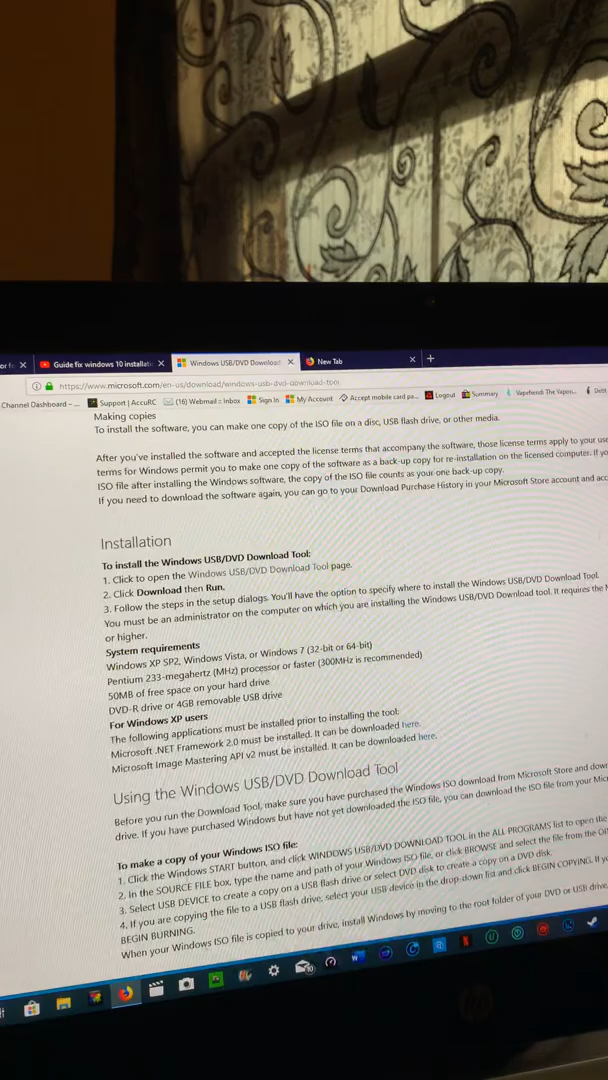 Guide fix windows 10 installatio
Windows USB/DVD Download
New Tab
https://www.microsoft.com/en-us/download/windows-usb-dvd-download-tool
Channel Dashboard - ...
Support | AccuRC
(16) Webmail :: Inbox
Sign In
My Account
Accept mobile card pa...
Logout
Summary
Vapefiendi The Vapen...
Debt
Making copies
To install the software, you can make one copy of the ISO file on a disc, USB flash drive, or other media.
After you've installed the software and accepted the license terms that accompany the software, those license terms apply to your use
terms for Windows permit you to make one copy of the software as a back-up copy for re-installation on the licensed computer. If yo
ISO file after installing the Windows software, the copy of the ISO file counts as your one back-up copy.
If you need to download the software again, you can go to your Download Purchase History in your Microsoft Store account and acc
Installation
To install the Windows USB/DVD Download Tool:
1. Click to open the Windows USB/DVD Download Tool page.
2. Click Download then Run.
3. Follow the steps in the setup dialogs. You'll have the option to specify where to install the Windows USB/DVD Download Tool.
You must be an administrator on the computer on which you are installing the Windows USB/DVD Download tool. It requires the M
or higher.
System requirements
Windows XP SP2, Windows Vista, or Windows 7 (32-bit or 64-bit)
Pentium 233-megahertz (MHz) processor or faster (300MHz is recommended)
50MB of free space on your hard drive
DVD-R drive or 4GB removable USB drive
For Windows XP users
The following applications must be installed prior to installing the tool:
Microsoft .NET Framework 2.0 must be installed. It can be downloaded here.
Microsoft Image Mastering API v2 must be installed. It can be downloaded here.
Using the Windows USB/DVD Download Tool
Before you run the Download Tool, make sure you have purchased the Windows ISO download from Microsoft Store and down
drive. If you have purchased Windows but have not yet downloaded the ISO file, you can download the ISO file from your Micr
To make a copy of your Windows ISO file:
1. Click the Windows START button, and click WINDOWS USB/DVD DOWNLOAD TOOL in the ALL PROGRAMS list to open the
2. In the SOURCE FILE box, type the name and path of your Windows ISO file, or click BROWSE and select the file from the
3. Select USB DEVICE to create a copy on a USB flash drive or select DVD disk to create a copy on a DVD disk.
4. If you are copying the file to a USB flash drive, select your USB device in the drop-down list and click BEGIN COPYING. If yo
BEGIN BURNING.
When your Windows ISO file is copied to your drive, install Windows by moving to the root folder of your DVD or USB drive,